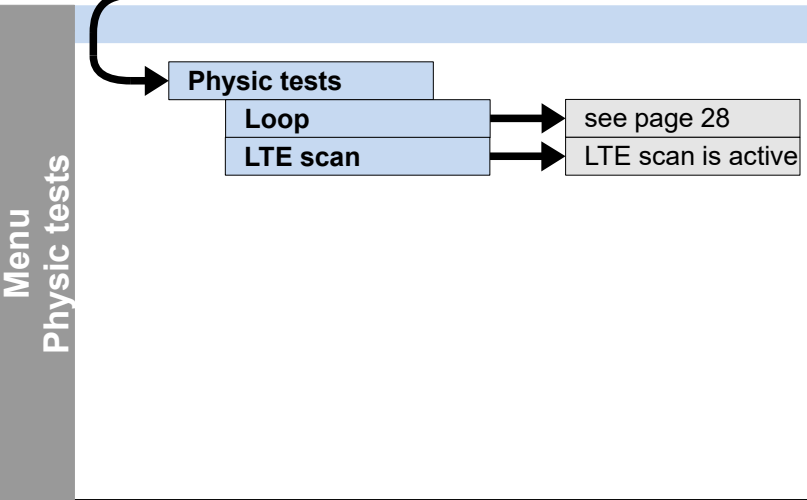 Menu
Physic tests
Physic tests
Loop
see page 28
LTE scan
LTE scan is active